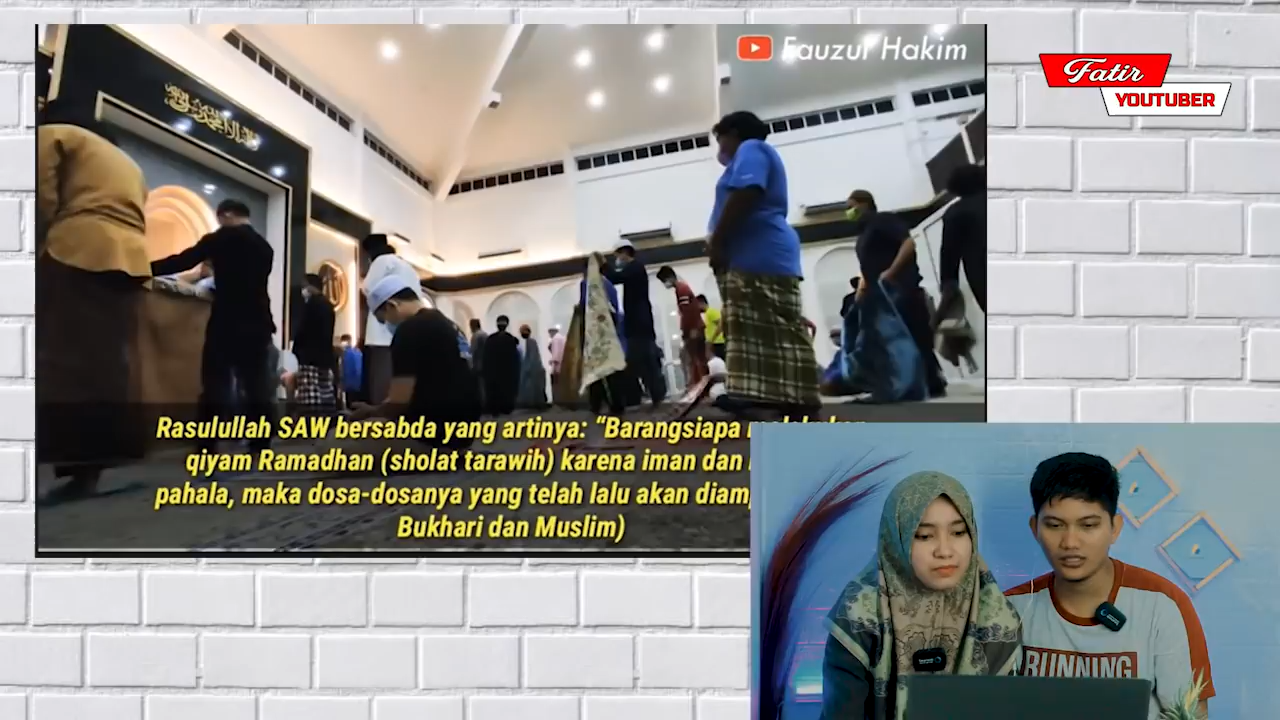 Fauzul Hakim
Fatir
YOUTUBER
Rasulullah SAW bersabda yang artinya: “Barangsiapa
qiyam Ramadhan (sholat tarawih) karena iman dan
pahala, maka dosa-dosanya yang telah lalu akan
Bukhari dan Muslim)
RUNNING